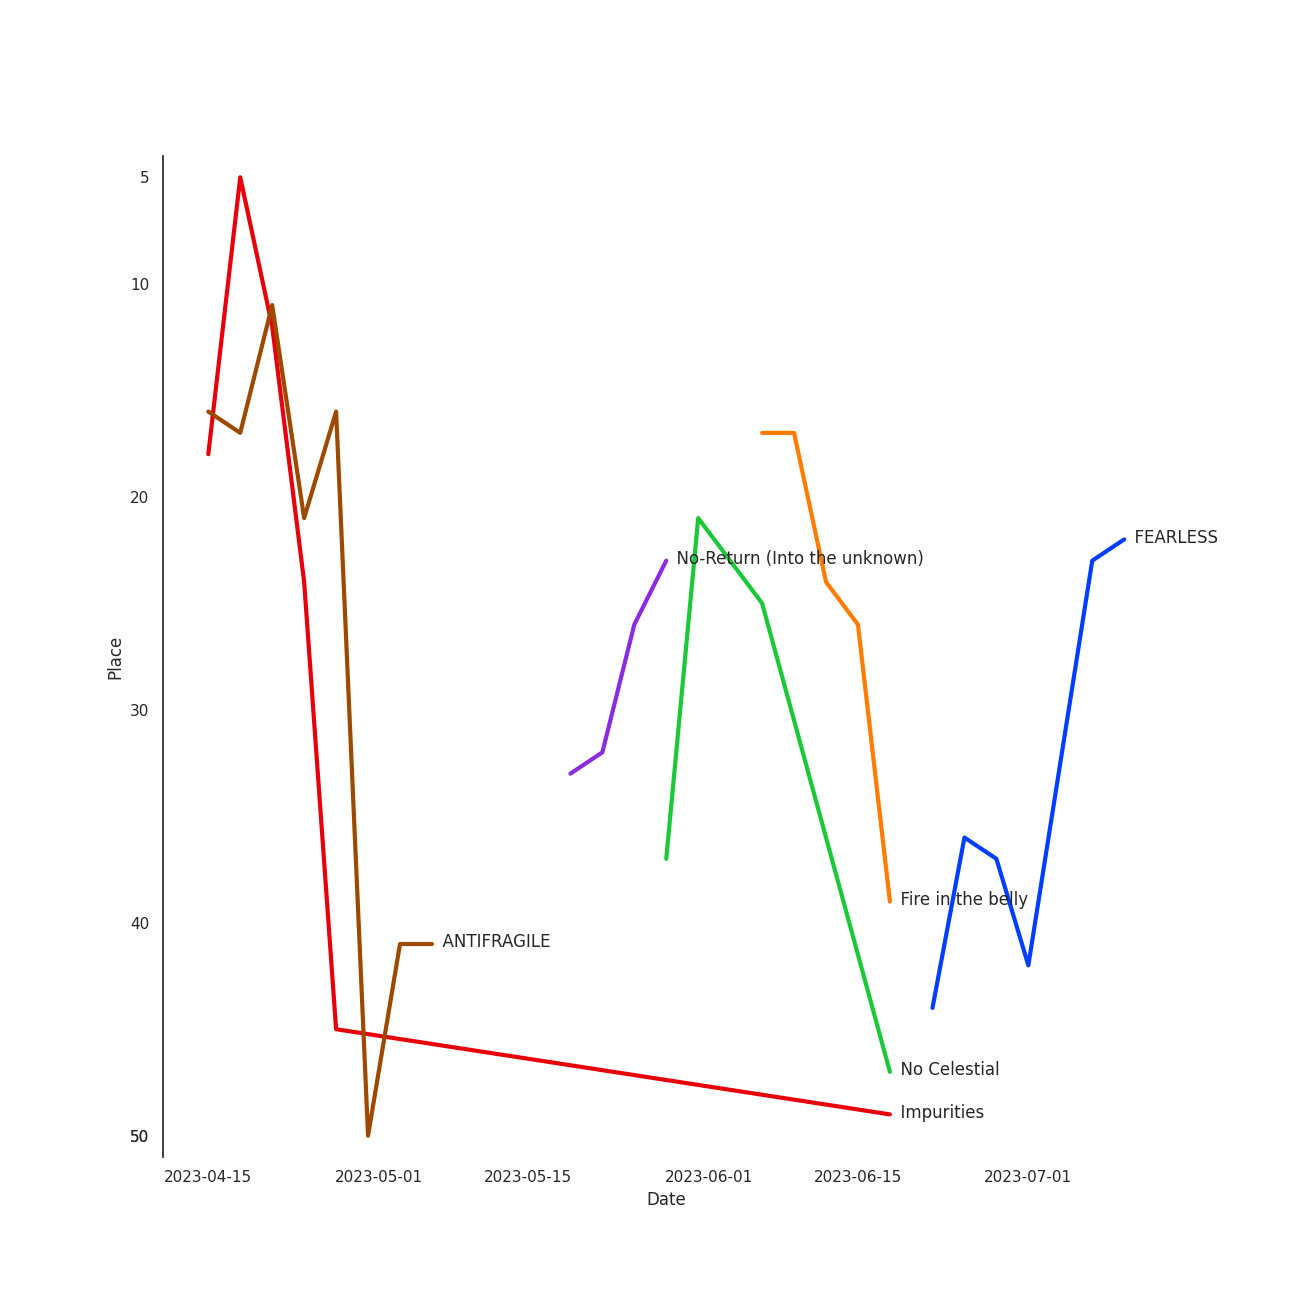 5
10
20
30
40
50
Place
FEARLESS
No-Return (Into the unknown)
Fire in the belly
ANTIFRAGILE
No Celestial
Impurities
2023-04-15
2023-05-01
2023-05-15
2023-06-01
2023-06-15
2023-07-01
Date